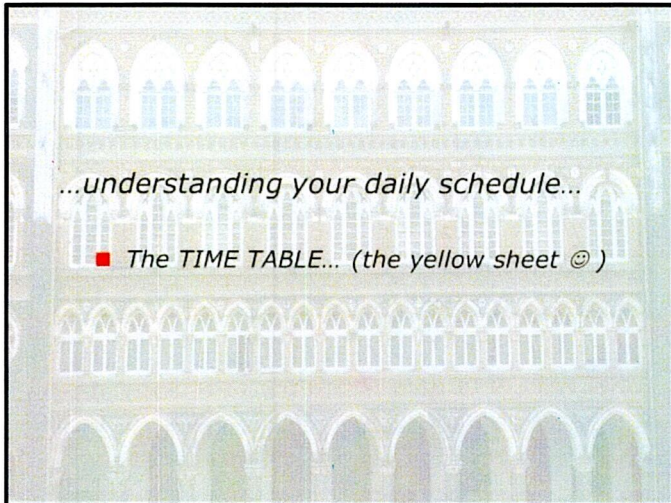 …understanding your daily schedule…
■ The TIME TABLE… (the yellow sheet ☺ )